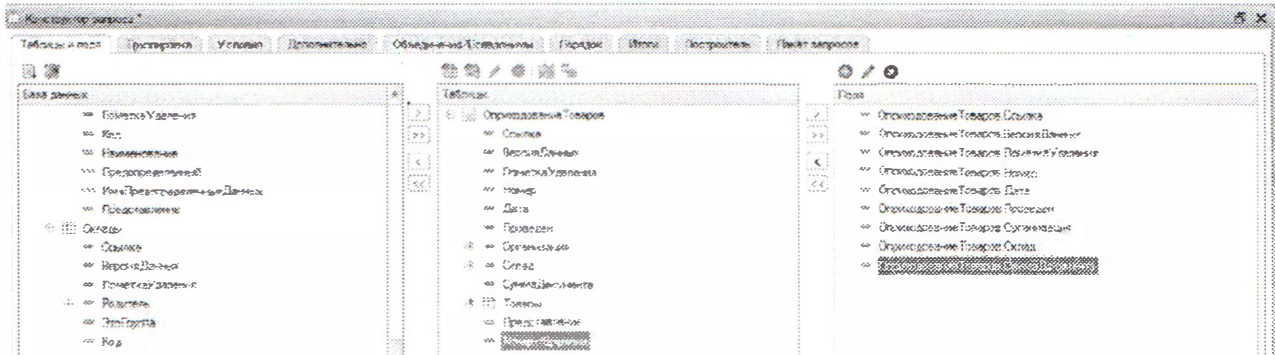 Конструктор запроса *
Таблицы и поля Группировка Условия Дополнительно Объединения/Псевдонимы Порядок Итоги Построитель Пакет запросов
База данных
ПометкаУдаления
Код
Наименование
Предопределенный
ИмяПредопределенныхДанных
Представление
Склады
Ссылка
ВерсияДанных
ПометкаУдаления
Родитель
ЭтоГруппа
Код
Таблицы
ОприходованиеТоваров
Ссылка
ВерсияДанных
ПометкаУдаления
Номер
Дата
Проведен
Организация
Склад
СуммаДокумента
Товары
Представление
Поля
ОприходованиеТоваров.Ссылка
ОприходованиеТоваров.ВерсияДанных
ОприходованиеТоваров.ПометкаУдаления
ОприходованиеТоваров.Номер
ОприходованиеТоваров.Дата
ОприходованиеТоваров.Проведен
ОприходованиеТоваров.Организация
ОприходованиеТоваров.Склад